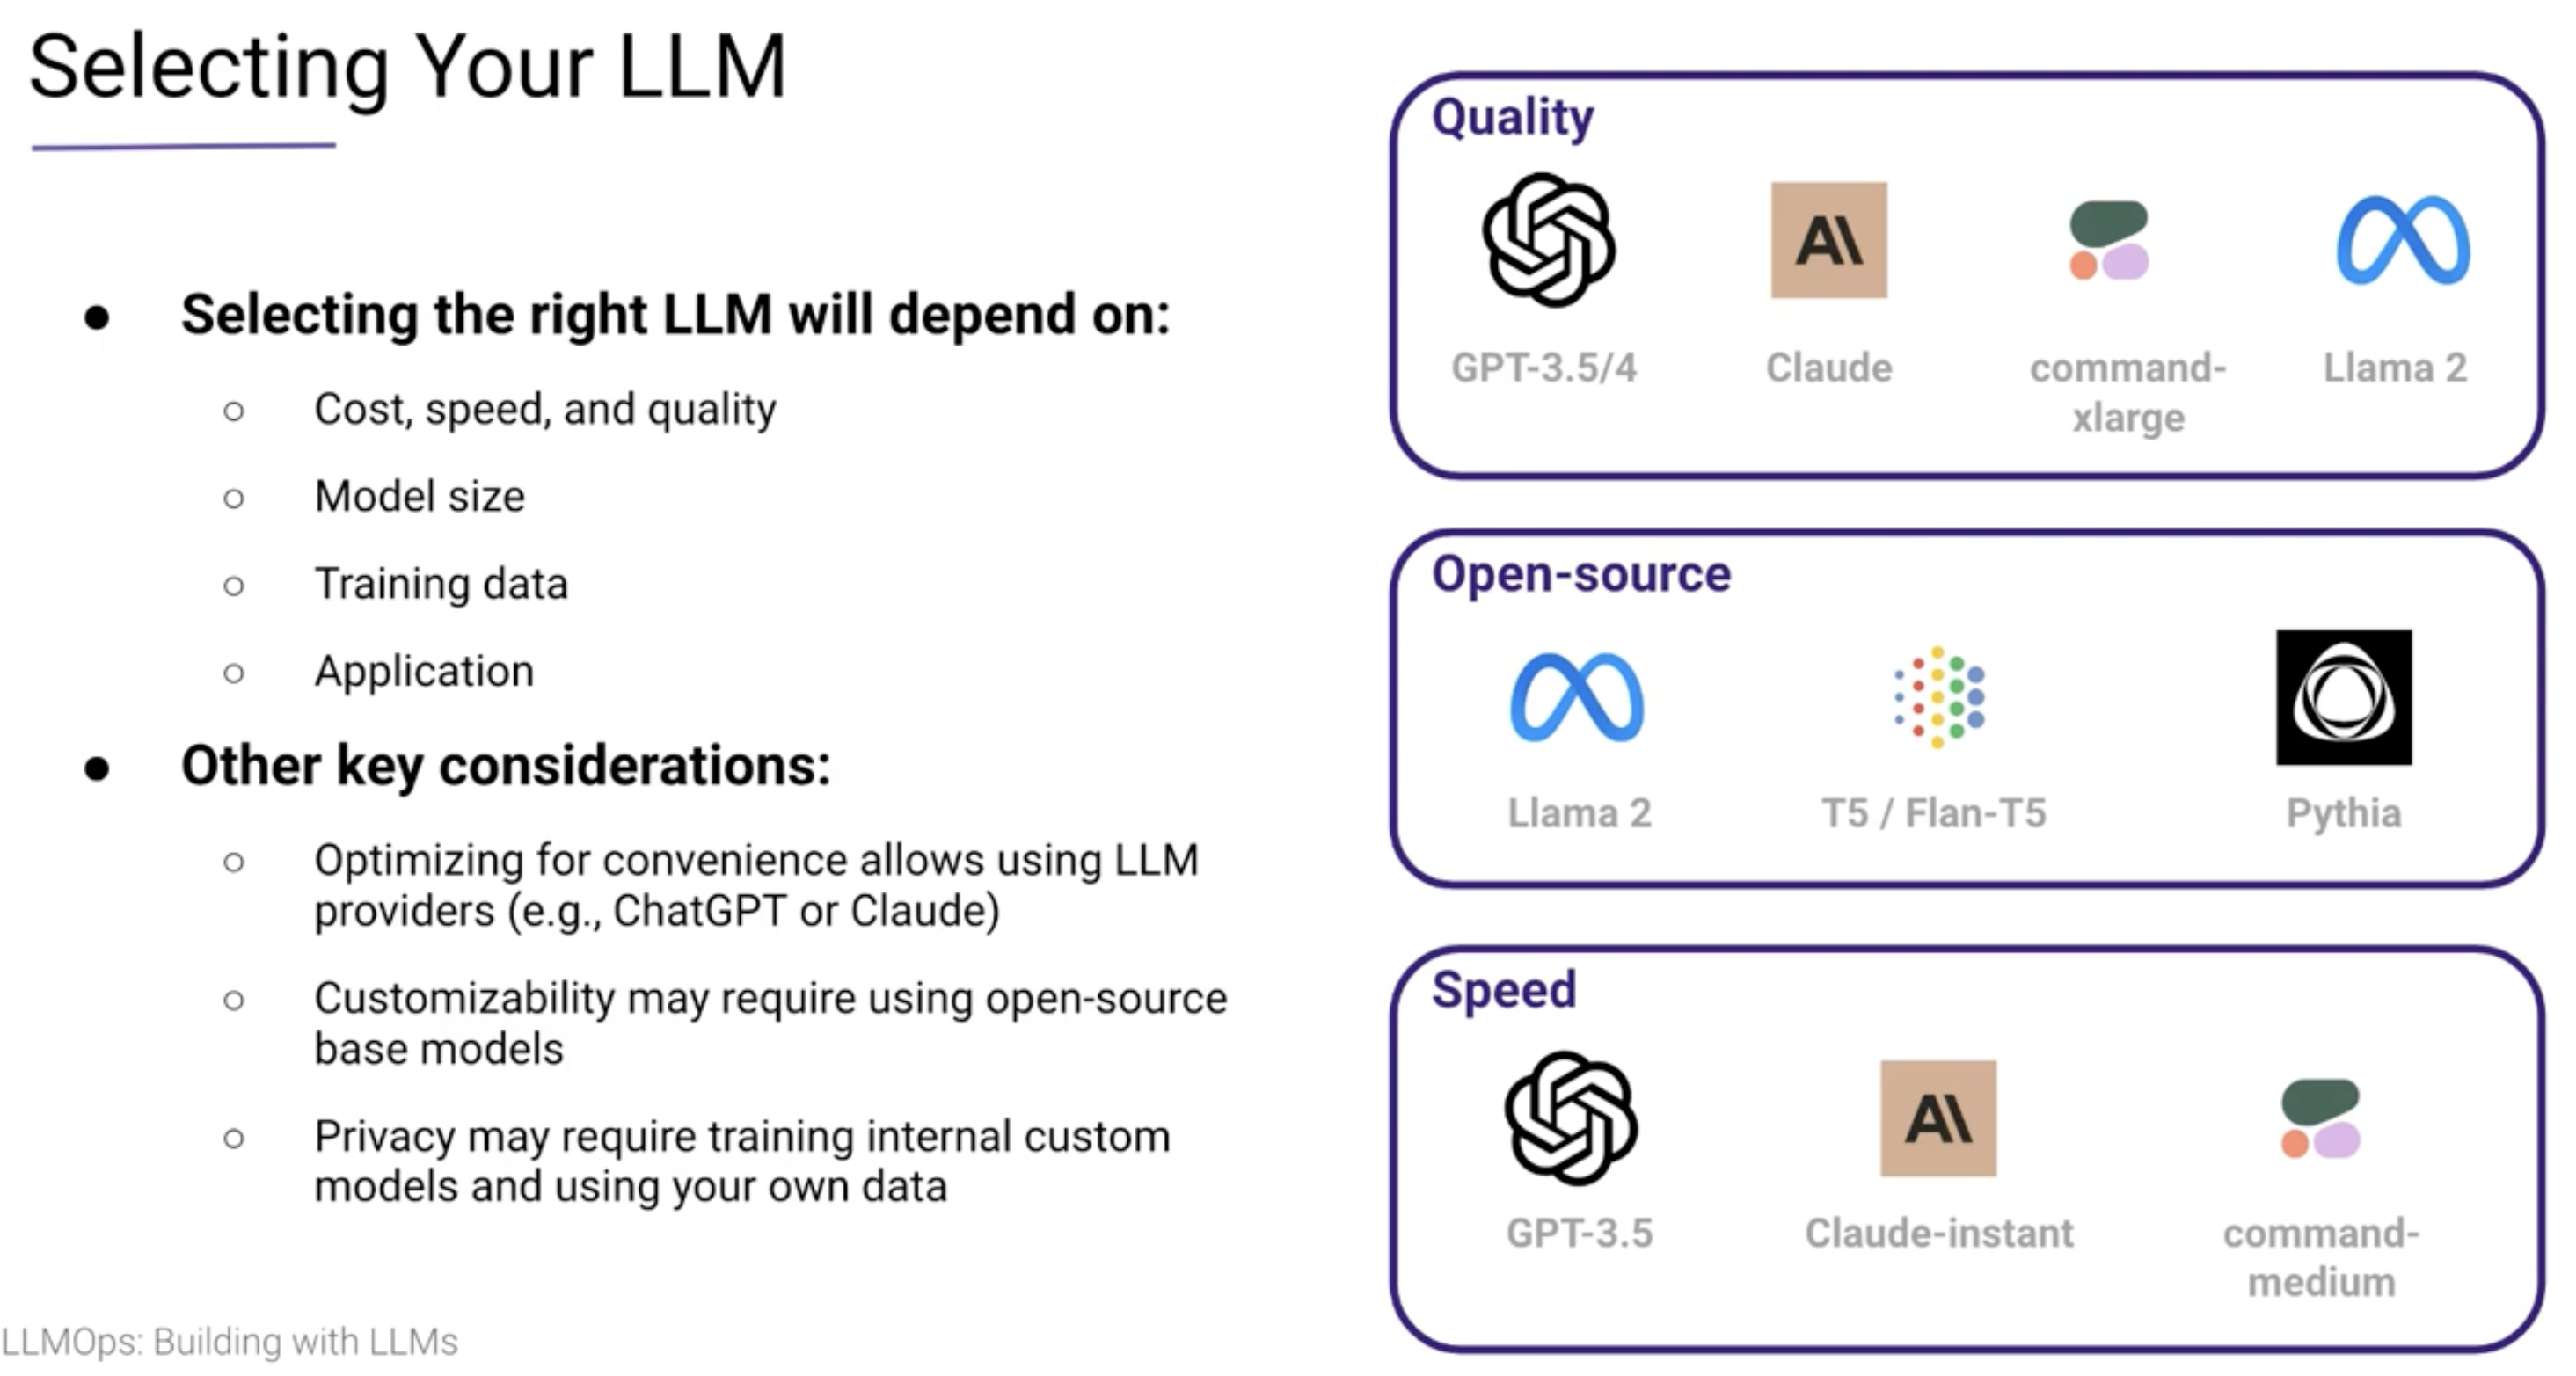 Selecting Your LLM
● Selecting the right LLM will depend on:
○ Cost, speed, and quality
○ Model size
○ Training data
○ Application
● Other key considerations:
○ Optimizing for convenience allows using LLM
providers (e.g., ChatGPT or Claude)
○ Customizability may require using open-source
base models
○ Privacy may require training internal custom
models and using your own data
LLMOps: Building with LLMs
Quality
A\
GPT-3.5/4 Claude command- Llama 2
xlarge
Open-source
Llama 2 T5 / Flan-T5 Pythia
Speed
A\
GPT-3.5 Claude-instant command-
medium